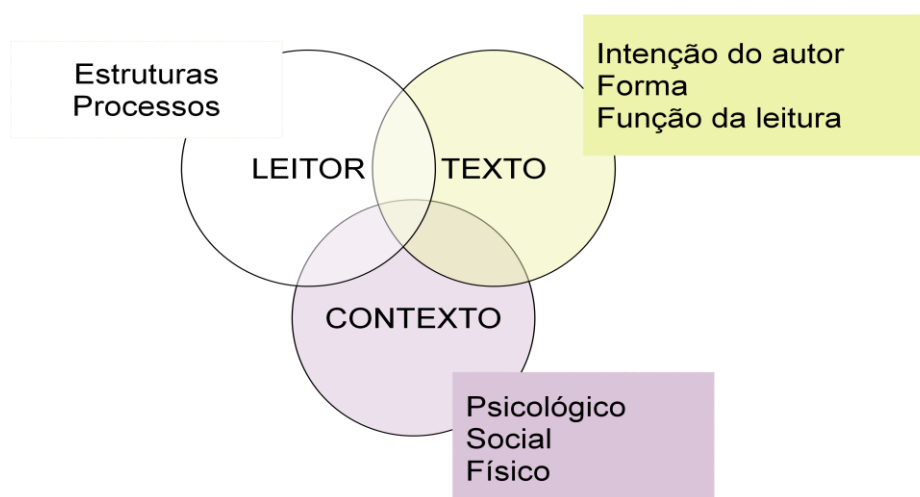 Estruturas
Processos
Intenção do autor
Forma
Função da leitura
LEITOR
TEXTO
CONTEXTO
Psicológico
Social
Físico